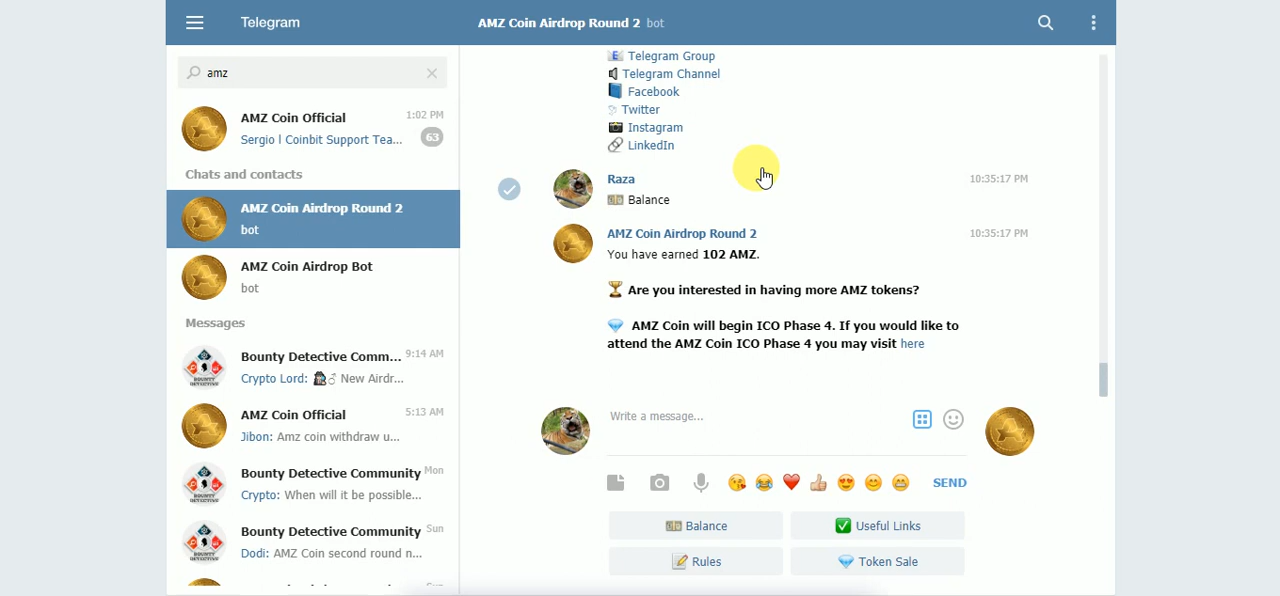 Telegram
AMZ Coin Airdrop Round 2 bot
amz
AMZ Coin Official 1:02 PM
Sergio l Coinbit Support Tea... 63
Chats and contacts
AMZ Coin Airdrop Round 2
bot
AMZ Coin Airdrop Bot
bot
Messages
Bounty Detective Comm... 9:14 AM
Crypto Lord: New Airdr...
AMZ Coin Official 5:12 AM
Jibon: Amz coin withdraw u...
Bounty Detective Community Mon
Crypto: When will it be possible...
Bounty Detective Community Sun
Dodi: AMZ Coin second round n...
Telegram Group
Telegram Channel
Facebook
Twitter
Instagram
LinkedIn
Raza 10:35:17 PM
Balance
AMZ Coin Airdrop Round 2 10:35:17 PM
You have earned 102 AMZ.
🏆 Are you interested in having more AMZ tokens?
💎 AMZ Coin will begin ICO Phase 4. If you would like to
attend the AMZ Coin ICO Phase 4 you may visit here
Write a message...
SEND
Balance
✅ Useful Links
📝 Rules
💎 Token Sale